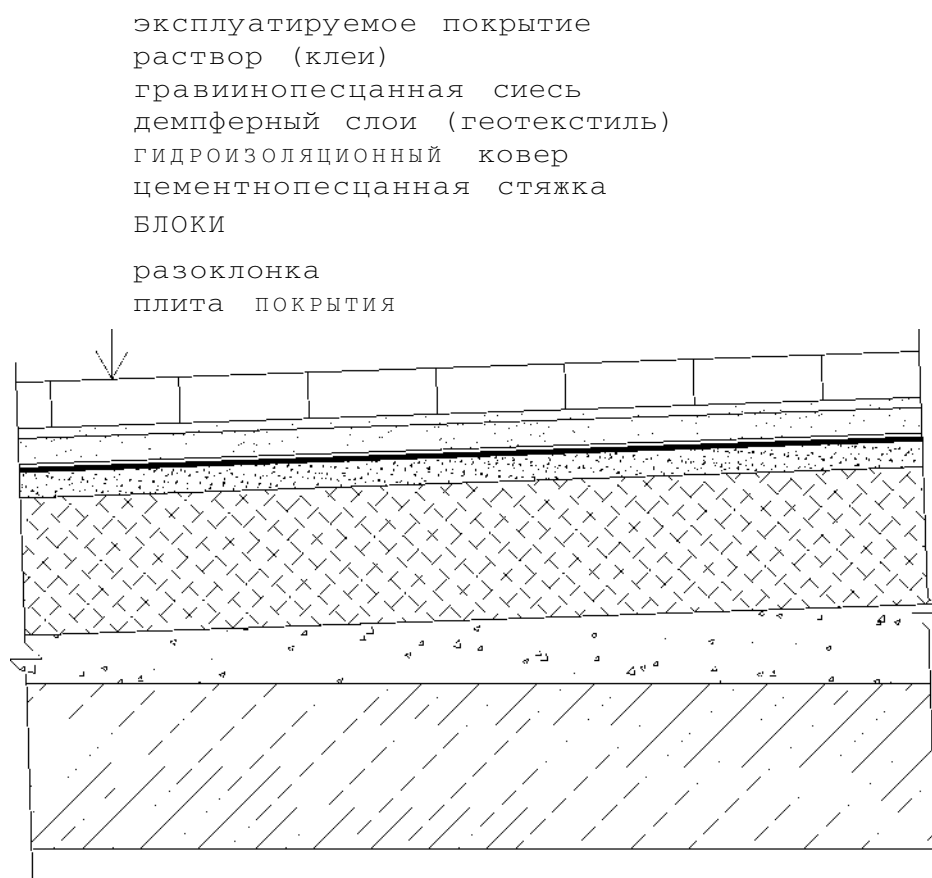 эксплуатируемое покрытие
раствор (клеи)
гравиинопесцанная сиесь
демпферный слои (геотекстиль)
ГИДРОИЗОЛЯЦИОННЫЙ ковер
цементнопесцанная стяжка
БЛОКИ
разоклонка
плита ПОКРЫТИЯ